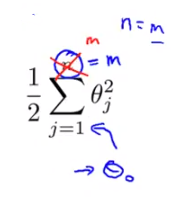 n = m
m
n = m
1/2 ∑ θ_j^2
j=1
→ Θ₀